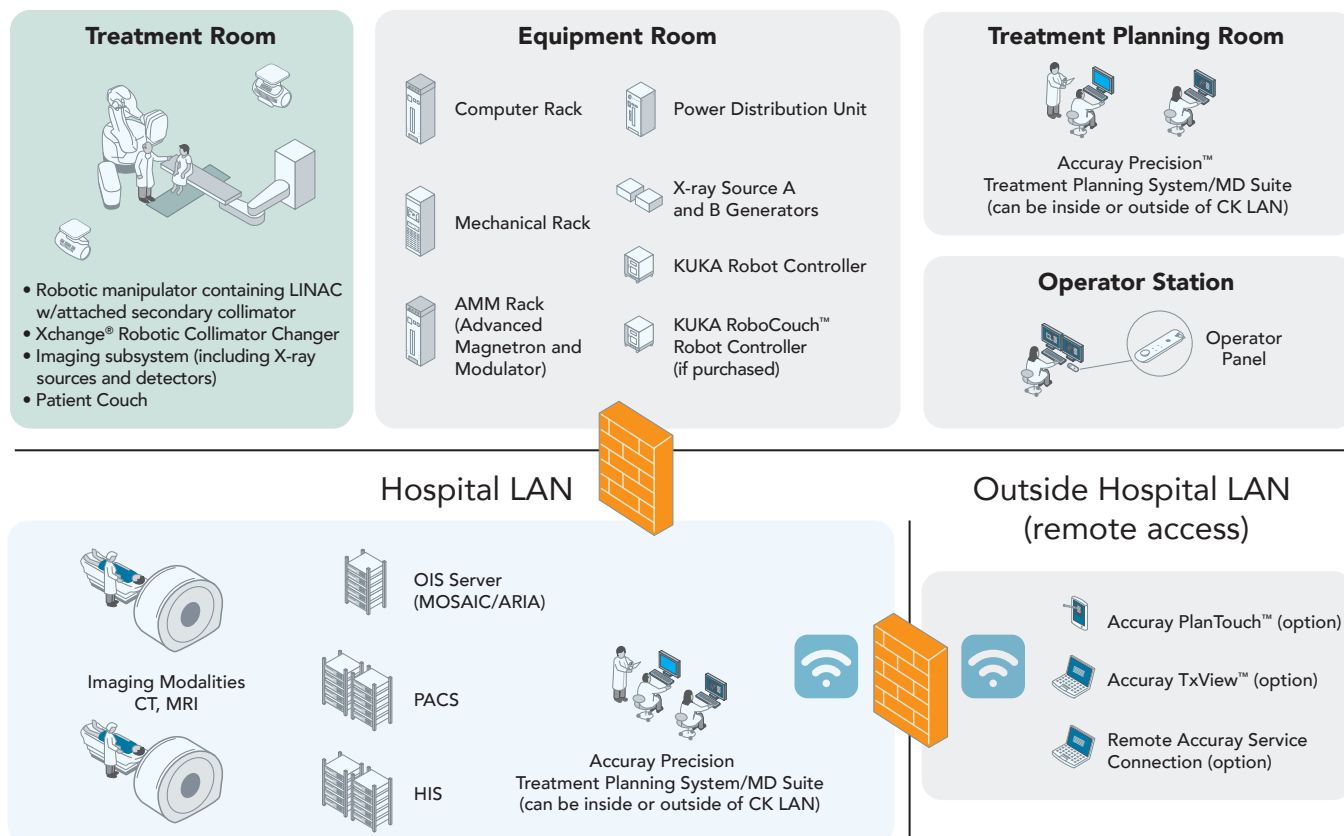 Treatment Room
• Robotic manipulator containing LINAC
w/attached secondary collimator
• Xchange® Robotic Collimator Changer
• Imaging subsystem (including X-ray
sources and detectors)
• Patient Couch
Equipment Room
Computer Rack
Mechanical Rack
AMM Rack
(Advanced
Magnetron and
Modulator)
Power Distribution Unit
X-ray Source A
and B Generators
KUKA Robot Controller
KUKA RoboCouch™
Robot Controller
(if purchased)
Treatment Planning Room
Accuray Precision™
Treatment Planning System/MD Suite
(can be inside or outside of CK LAN)
Operator Station
Operator
Panel
Hospital LAN
Imaging Modalities
CT, MRI
OIS Server
(MOSAIC/ARIA)
PACS
HIS
Accuray Precision
Treatment Planning System/MD Suite
(can be inside or outside of CK LAN)
Outside Hospital LAN
(remote access)
Accuray PlanTouch™ (option)
Accuray TxView™ (option)
Remote Accuray Service
Connection (option)